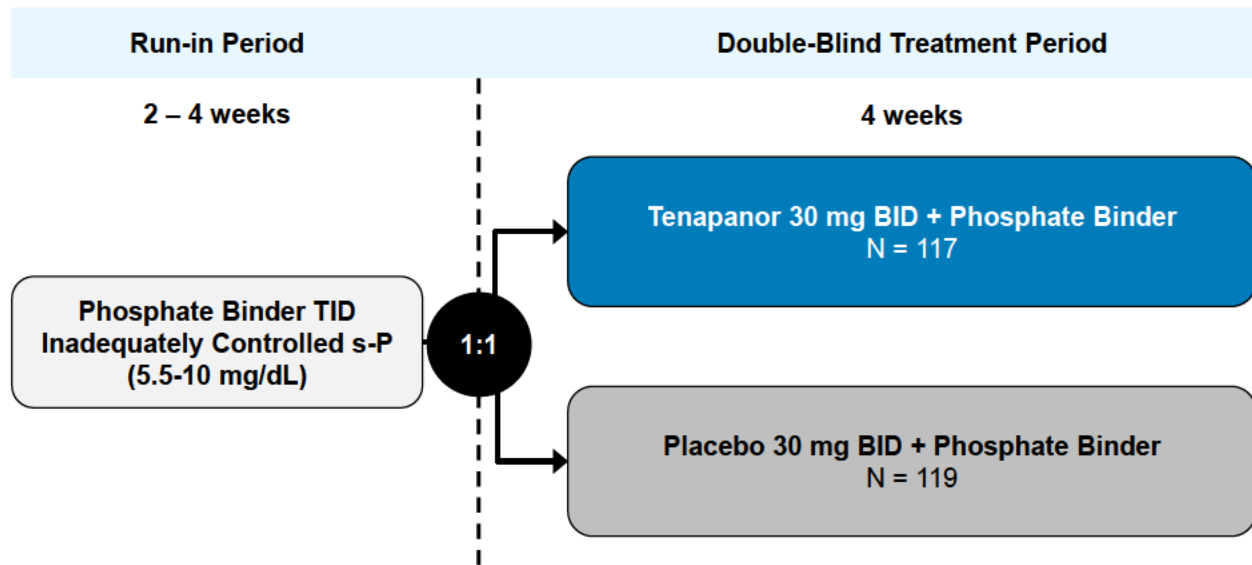 Run-in Period
Double-Blind Treatment Period
2 – 4 weeks
4 weeks
Tenapanor 30 mg BID + Phosphate Binder
N = 117
Phosphate Binder TID
Inadequately Controlled s-P
(5.5-10 mg/dL)
1:1
Placebo 30 mg BID + Phosphate Binder
N = 119